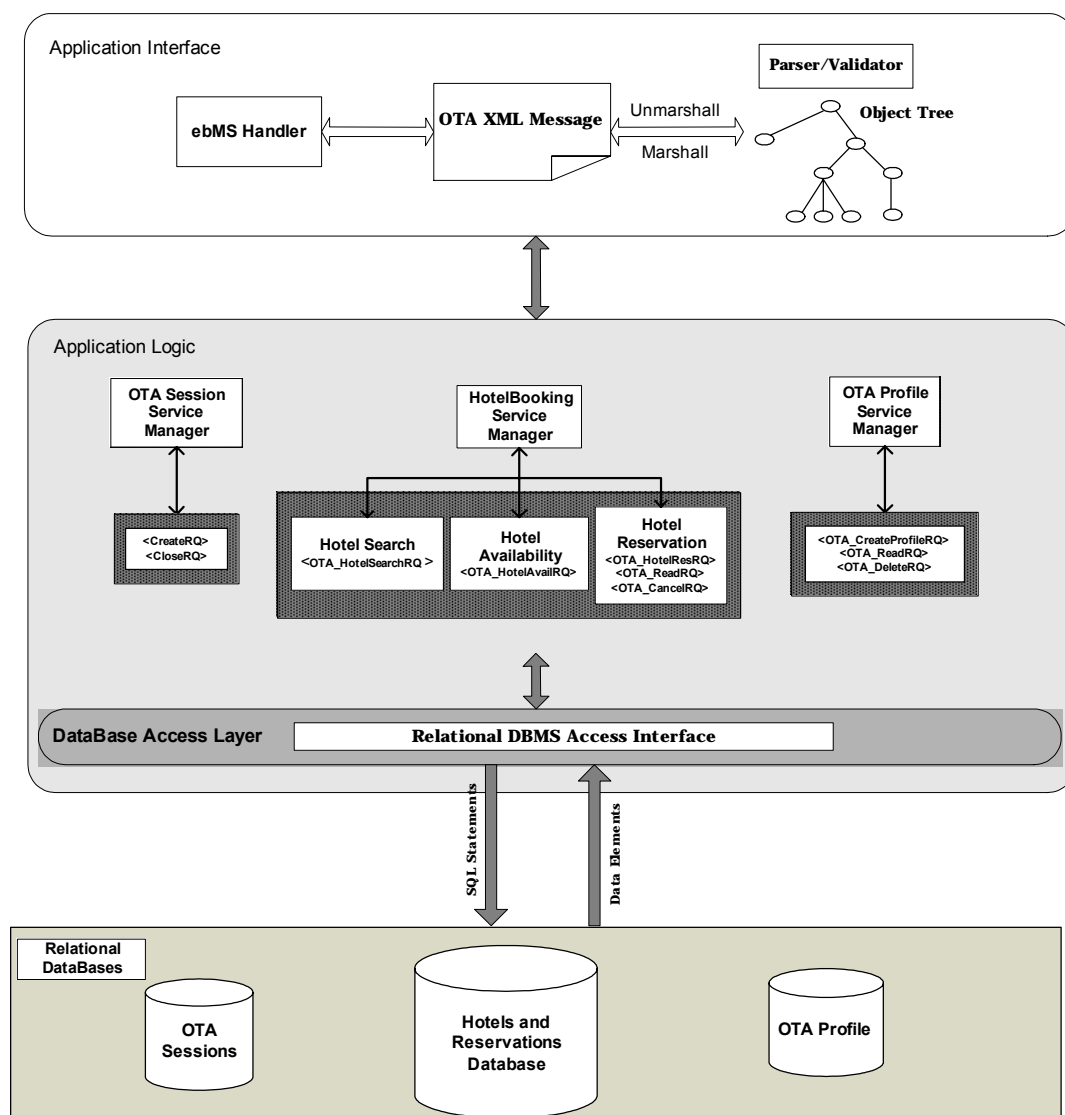 Application Interface
Parser/Validator
ebMS Handler
OTA XML Message
Unmarshall
Marshall
Object Tree
Application Logic
OTA Session
Service
Manager
HotelBooking
Service
Manager
OTA Profile
Service
Manager
<CreateRQ>
<CloseRQ>
Hotel Search
<OTA_HotelSearchRQ >
Hotel
Availability
<OTA_HotelAvailRQ>
Hotel
Reservation
<OTA_HotelResRQ>
<OTA_ReadRQ>
<OTA_CancelRQ>
<OTA_CreateProfileRQ>
<OTA_ReadRQ>
<OTA_DeleteRQ>
DataBase Access Layer
Relational DBMS Access Interface
SQL Statements
Data Elements
Relational
DataBases
OTA
Sessions
Hotels and
Reservations
Database
OTA Profile